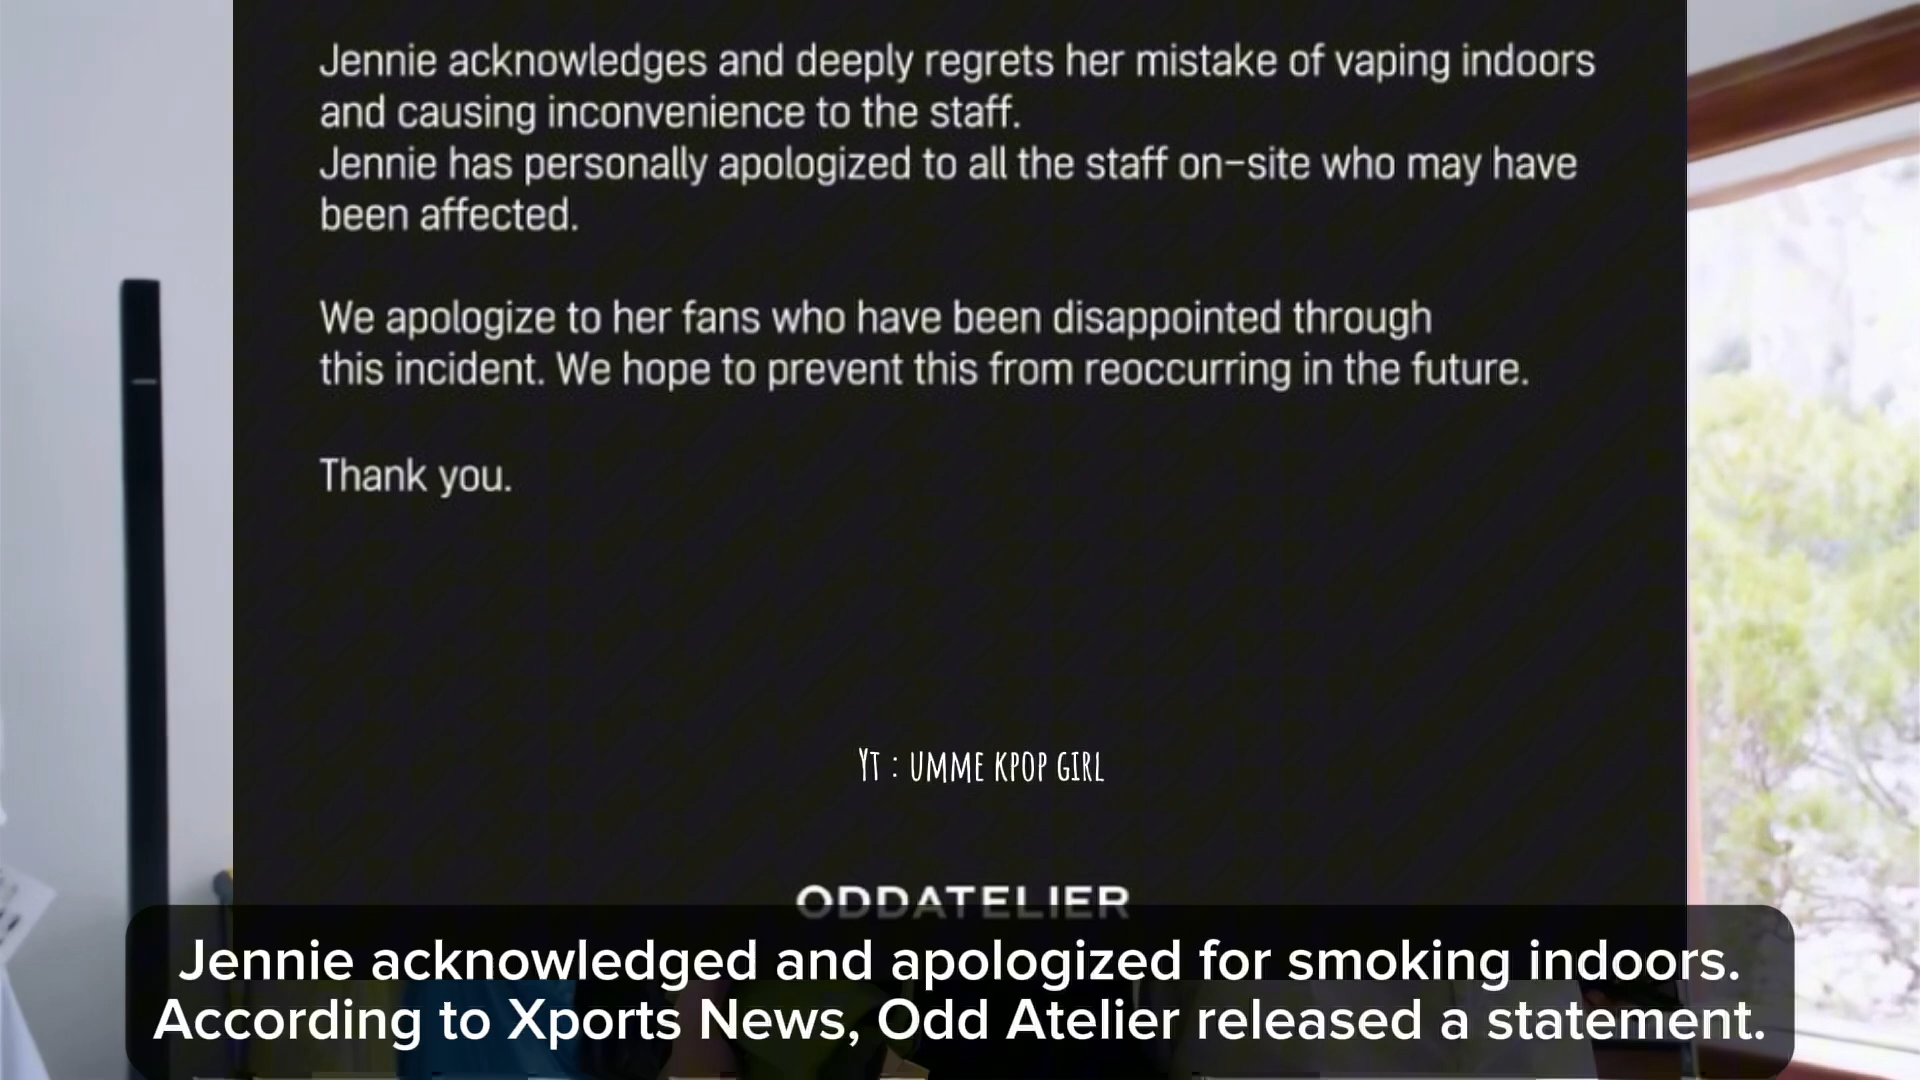 Jennie acknowledges and deeply regrets her mistake of vaping indoors
and causing inconvenience to the staff.
Jennie has personally apologized to all the staff on-site who may have
been affected.
We apologize to her fans who have been disappointed through
this incident. We hope to prevent this from reoccurring in the future.
Thank you.
Yt : UMME KPOP GIRL
ODDATELIER
Jennie acknowledged and apologized for smoking indoors.
According to Xports News, Odd Atelier released a statement.